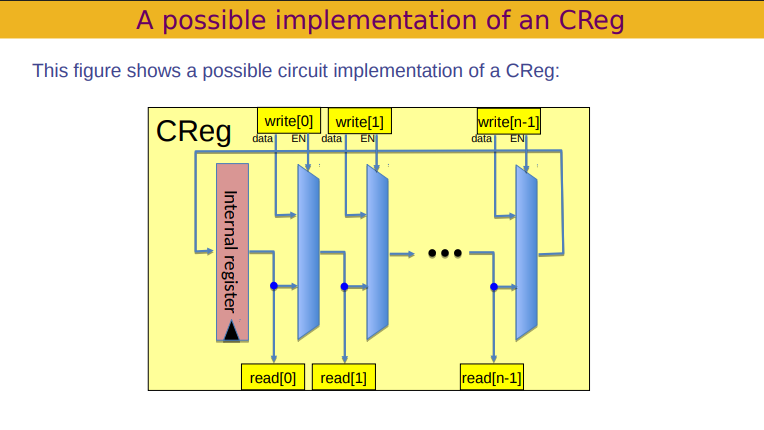 A possible implementation of an CReg
This figure shows a possible circuit implementation of a CReg:
CReg
write[0] write[1] write[n-1]
data EN data EN data EN
Internal register
read[0] read[1] read[n-1]